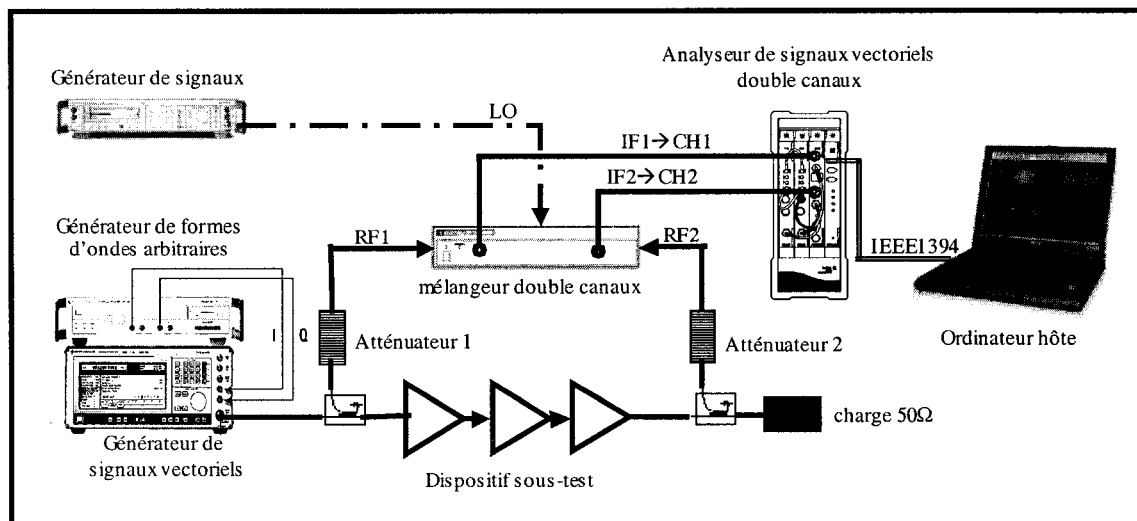 Analyseur de signaux vectoriels
double canaux
Générateur de signaux
LO
IF1→CH1
IF2→CH2
Générateur de formes
d'ondes arbitraires
RF1
RF2
IEEE1394
mélangeur double canaux
I
Q
Atténuateur 1
Atténuateur 2
Ordinateur hôte
charge 50Ω
Générateur de
signaux vectoriels
Dispositif sous-test